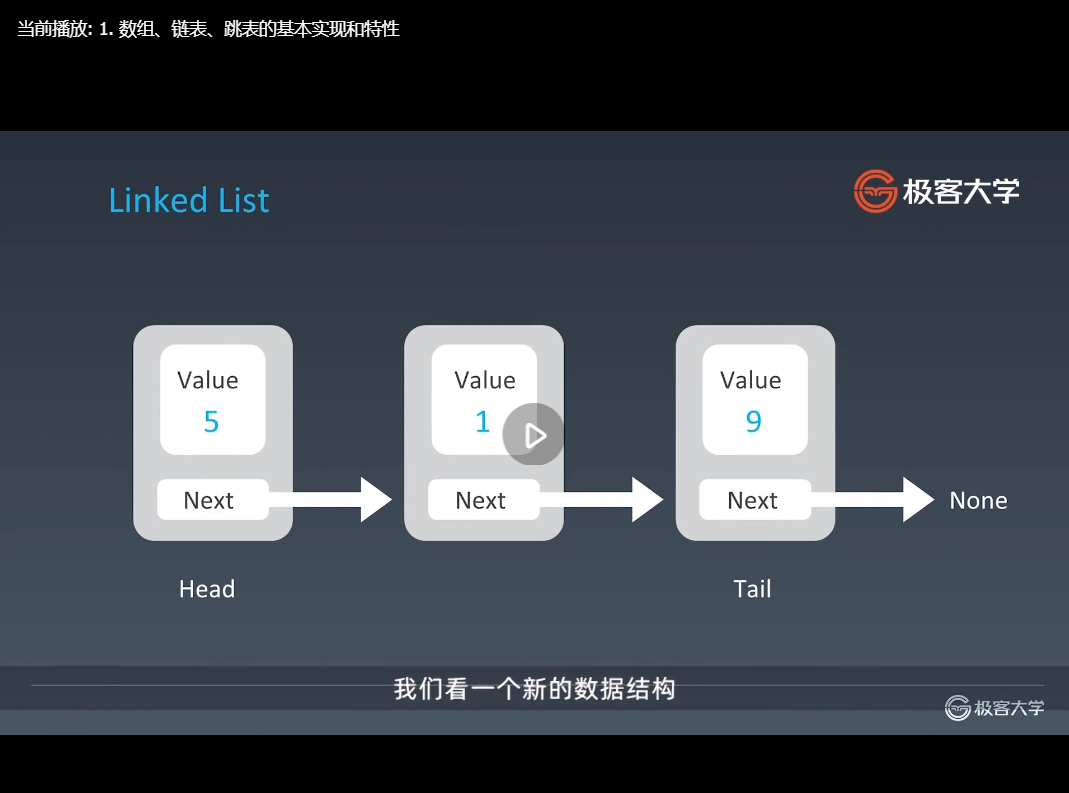 当前播放: 1. 数组、链表、跳表的基本实现和特性
Linked List
极客大学
Value
5
Next
Value
1
Next
Value
9
Next
None
Head
Tail
我们看一个新的数据结构
极客大学